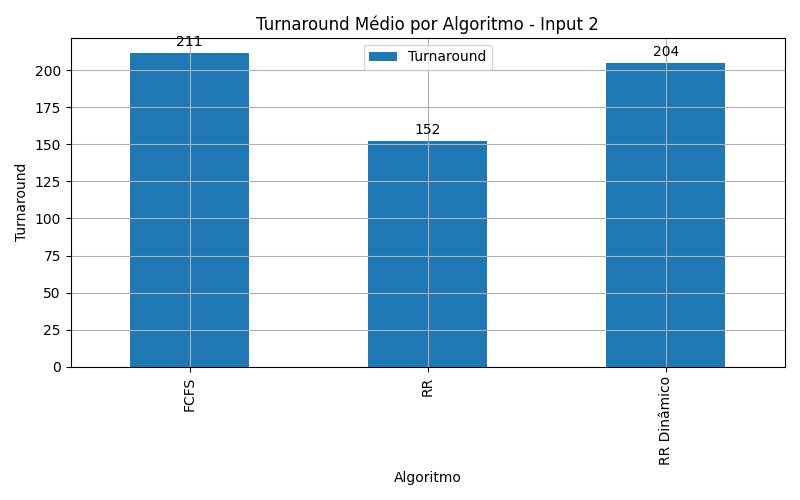 Turnaround Médio por Algoritmo - Input 2
211
152
204
Turnaround
Turnaround
200
175
150
125
100
75
50
25
0
FCFS
RR
RR Dinâmico
Algoritmo